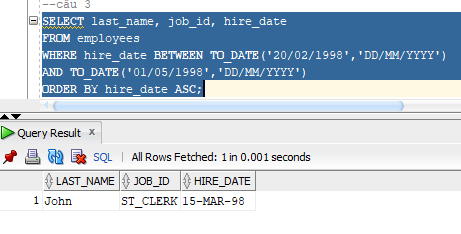 --câu 3
SELECT last_name, job_id, hire_date
FROM employees
WHERE hire_date BETWEEN TO_DATE('20/02/1998','DD/MM/YYYY')
AND TO_DATE('01/05/1998','DD/MM/YYYY')
ORDER BY hire_date ASC;
Query Result x
SQL | All Rows Fetched: 1 in 0.001 seconds
LAST_NAME JOB_ID HIRE_DATE
1 John ST_CLERK 15-MAR-98